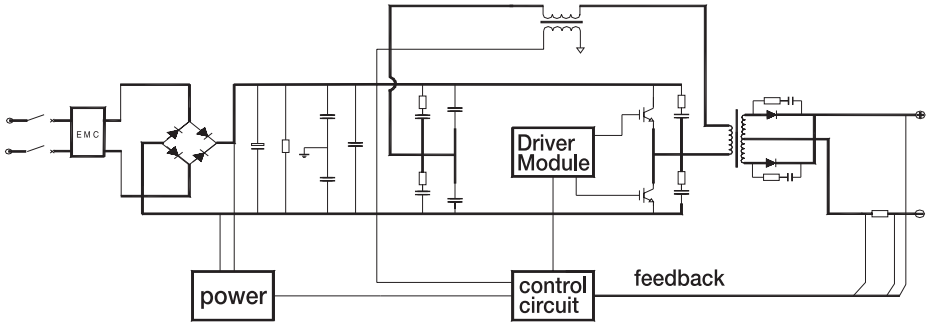 EMC
Driver
Module
power
control
circuit
feedback